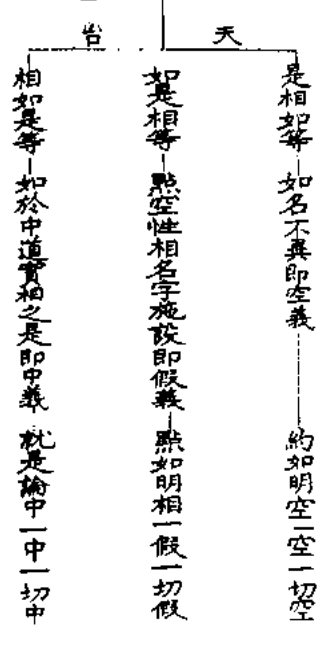 天台
是相如等 如名不異即空義 約如明空一空一切空
如是相等 點空性相名字施設即假義 點如明相一假一切假
相如是等 如於中道實相之是即中義 就是論中一中一切中